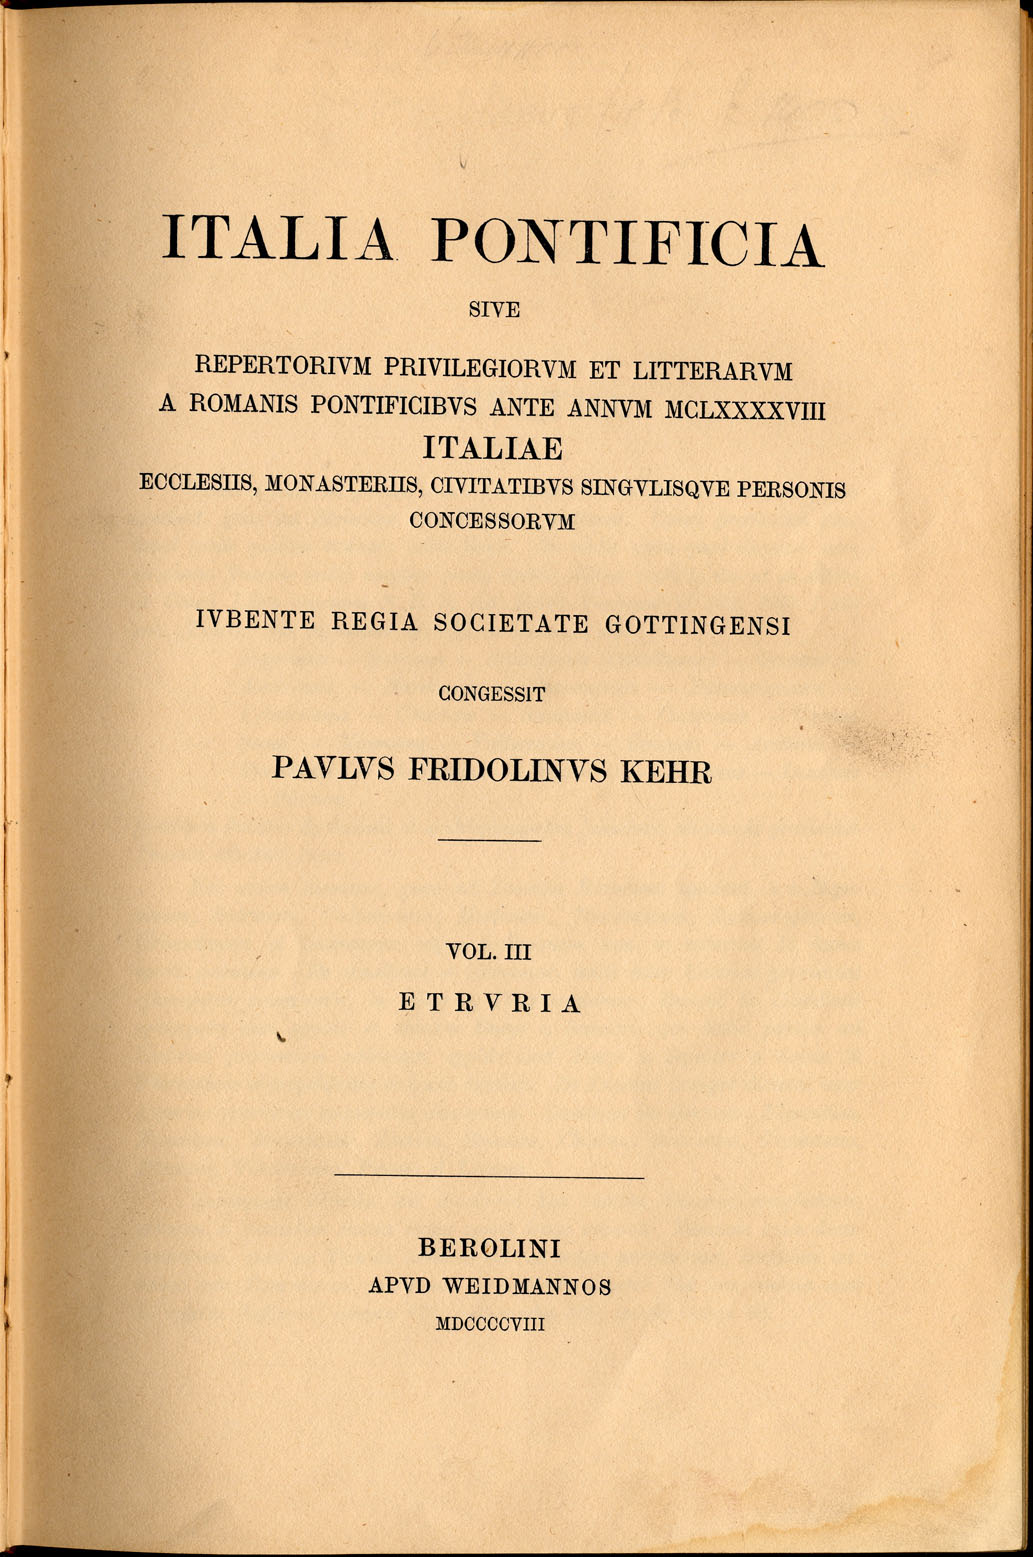 ITALIA PONTIFICIA
SIVE
REPERTORIVM PRIVILEGIORVM ET LITTERARVM
A ROMANIS PONTIFICIBVS ANTE ANNVM MCLXXXXVIII
ITALIAE
ECCLESIIS, MONASTERIIS, CIVITATIBVS SINGVLISQVE PERSONIS
CONCESSORVM
IVBENTE REGIA SOCIETATE GOTTINGENSI
CONGESSIT
PAVLVS FRIDOLINVS KEHR
VOL. III
ETRVRIA
BEROLINI
APVD WEIDMANNOS
MDCCCCVIII